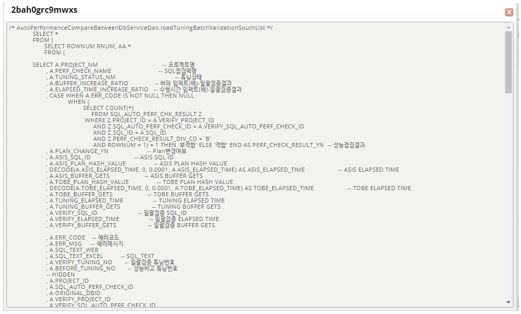 2bah0grc9mwxs
/* AutoPerformanceCompareBetweenDbServiceDao.loadTuningBatchValidationSouthList */
SELECT *
FROM (
SELECT ROWNUM RNUM, AA.*
FROM (
SELECT A.PROJECT_NM -- 프로젝트명
, A.PERF_CHECK_NAME -- SQL점검팩명
, A.TUNING_STATUS_NM -- 튜닝상태
, A.BUFFER_INCREASE_RATIO -- 버퍼 임팩트(배)-일괄검증결과
, A.ELAPSED_TIME_INCREASE_RATIO -- 수행시간 임팩트(배)-일괄검증결과
, CASE WHEN A.ERR_CODE IS NOT NULL THEN NULL
WHEN (
SELECT COUNT(*)
FROM SQL_AUTO_PERF_CHK_RESULT Z
WHERE Z.PROJECT_ID = A.VERIFY_PROJECT_ID
AND Z.SQL_AUTO_PERF_CHECK_ID = A.VERIFY_SQL_AUTO_PERF_CHECK_ID
AND Z.SQL_ID = A.SQL_ID
AND Z.PERF_CHECK_RESULT_DIV_CD = 'B'
AND ROWNUM = 1) = 1 THEN '부적합' ELSE '적합' END AS PERF_CHECK_RESULT_YN -- 성능점검결과
, A.PLAN_CHANGE_YN -- Plan변경여부
, A.ASIS_SQL_ID -- ASIS SQL ID
, A.ASIS_PLAN_HASH_VALUE -- ASIS PLAN HASH VALUE
, DECODE(A.ASIS_ELAPSED_TIME, 0, 0.0001, A.ASIS_ELAPSED_TIME) AS ASIS_ELAPSED_TIME -- ASIS ELAPSED TIME
, A.ASIS_BUFFER_GETS -- ASIS BUFFER GETS
, A.TOBE_PLAN_HASH_VALUE -- TOBE PLAN HASH VALUE
, DECODE(A.TOBE_ELAPSED_TIME, 0, 0.0001, A.TOBE_ELAPSED_TIME) AS TOBE_ELAPSED_TIME -- TOBE ELAPSED TIME
, A.TOBE_BUFFER_GETS -- TOBE BUFFER GETS
, A.TUNING_ELAPSED_TIME -- TUNING ELAPSED TIME
, A.TUNING_BUFFER_GETS -- TUNING BUFFER GETS
, A.VERIFY_SQL_ID -- 일괄검증 SQL_ID
, A.VERIFY_ELAPSED_TIME -- 일괄검증 ELAPSED TIME
, A.VERIFY_BUFFER_GETS -- 일괄검증 BUFFER GETS
, A.ERR_CODE -- 에러코드
, A.ERR_MSG -- 에러메시지
, A.SQL_TEXT_WEB
, A.SQL_TEXT_EXCEL -- SQL_TEXT
, A.VERIFY_TUNING_NO -- 일괄검증 튜닝번호
, A.BEFORE_TUNING_NO -- 성능비교 튜닝번호
-- HIDDEN
, A.PROJECT_ID
, A.SQL_AUTO_PERF_CHECK_ID
, A.ORIGINAL_DBID
, A.VERIFY_PROJECT_ID
, A.VERIFY_SQL_AUTO_PERF_CHECK_ID